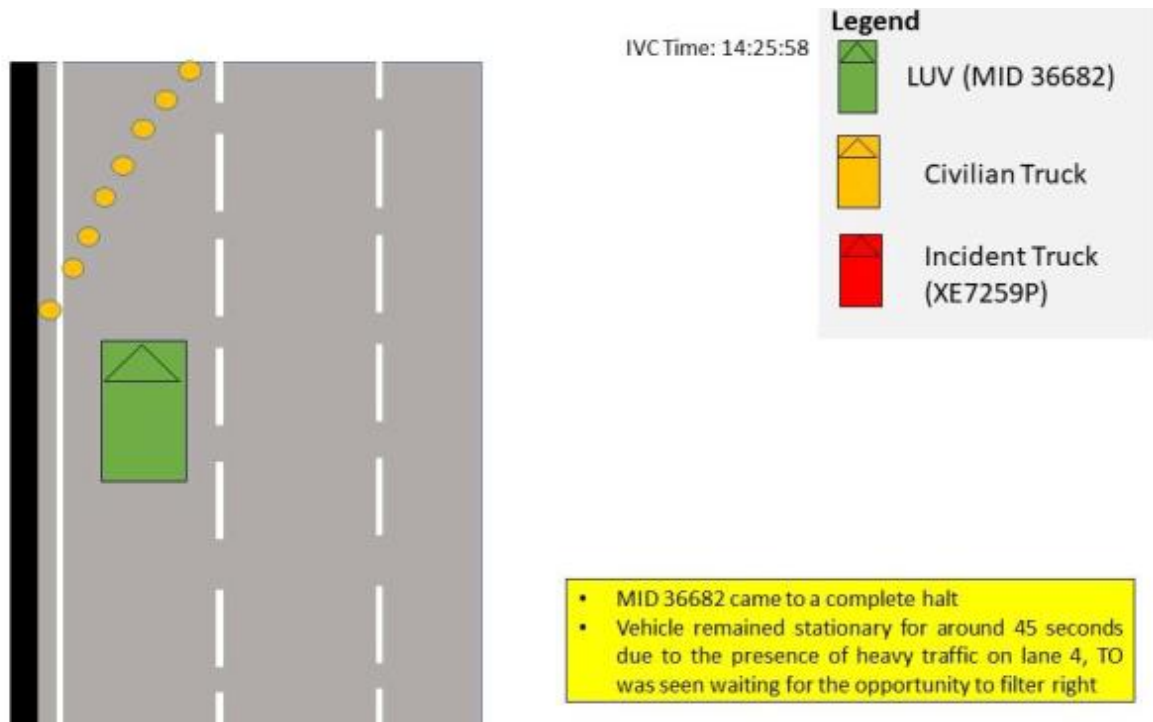 IVC Time: 14:25:58
Legend
LUV (MID 36682)
Civilian Truck
Incident Truck
(XE7259P)
• MID 36682 came to a complete halt
• Vehicle remained stationary for around 45 seconds
due to the presence of heavy traffic on lane 4, TO
was seen waiting for the opportunity to filter right